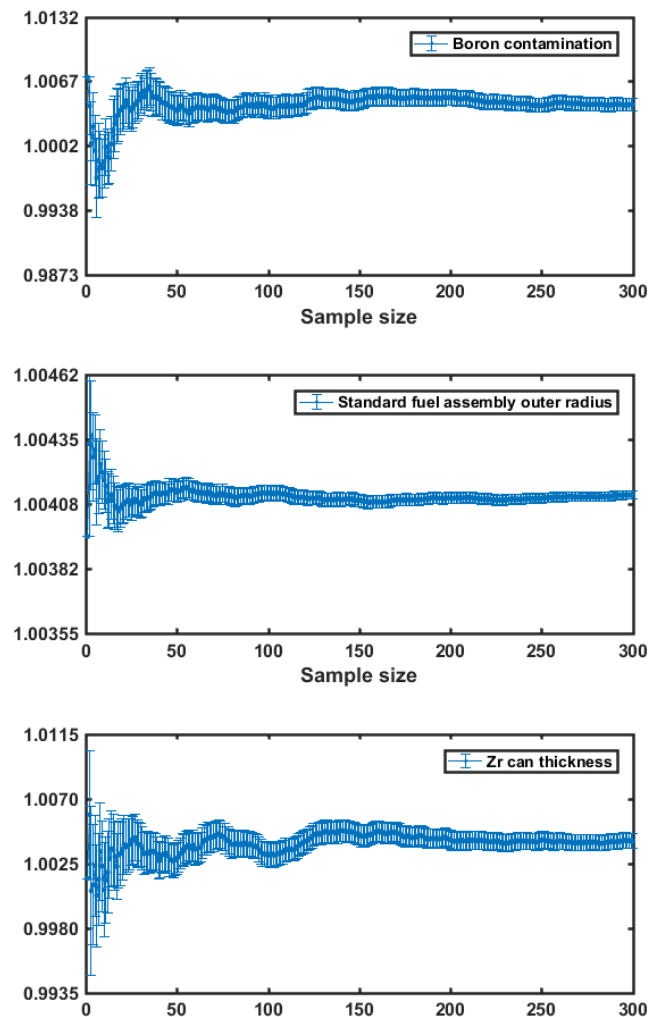 1.0132
Boron contamination
1.0067
1.0002
0.9938
0.9873
0 50 100 150 200 250 300
Sample size
1.00462
Standard fuel assembly outer radius
1.00435
1.00408
1.00382
1.00355
0 50 100 150 200 250 300
Sample size
1.0115
Zr can thickness
1.0070
1.0025
0.9980
0.9935
0 50 100 150 200 250 300